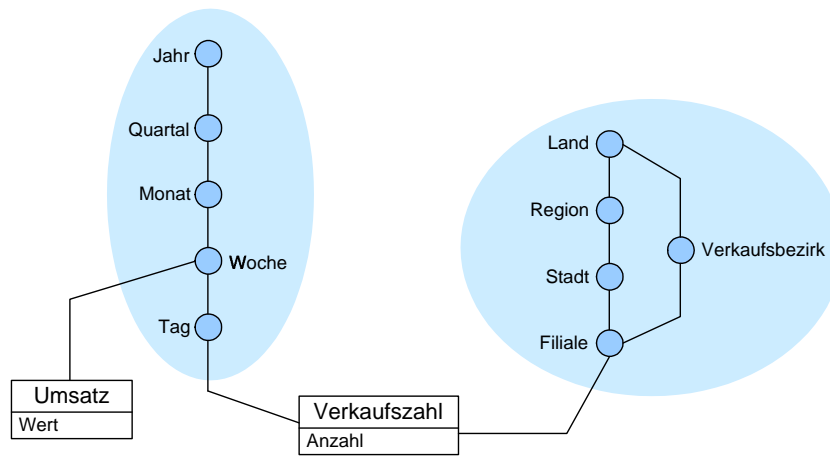 Jahr
Quartal
Monat
Woche
Tag
Umsatz
Wert
Verkaufszahl
Anzahl
Land
Region
Stadt
Filiale
Verkaufsbezirk